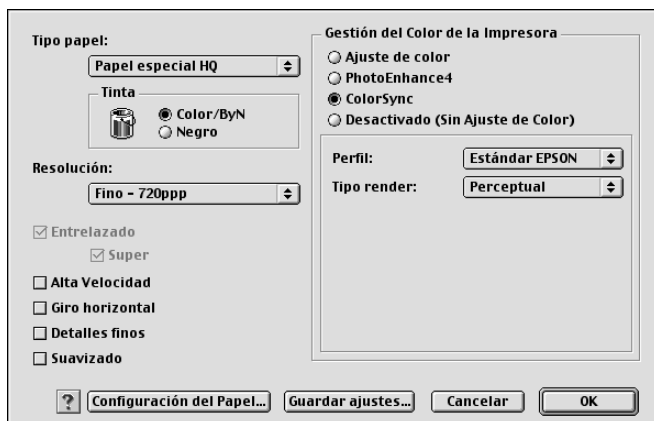 Tipo papel:
Papel especial HQ
Tinta
Color/ByN
Negro
Resolución:
Fino - 720ppp
Entrelazado
Super
Alta Velocidad
Giro horizontal
Detalles finos
Suavizado
Gestión del Color de la Impresora
Ajuste de color
PhotoEnhance4
ColorSync
Desactivado (Sin Ajuste de Color)
Perfil: Estándar EPSON
Tipo render: Perceptual
? Configuración del Papel... Guardar ajustes... Cancelar OK